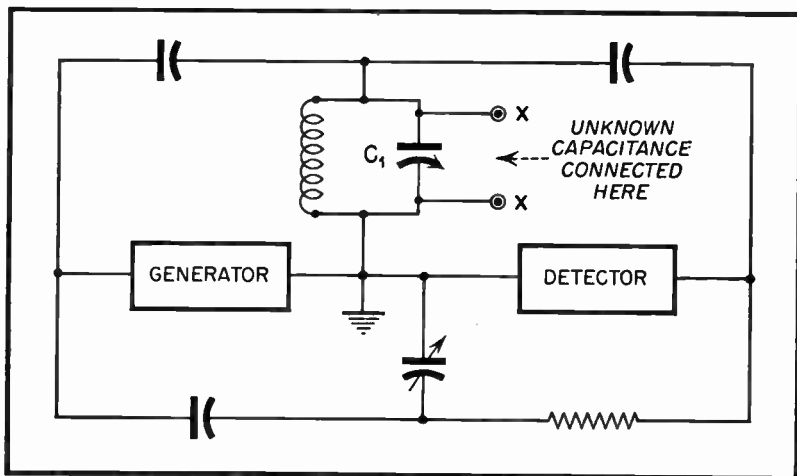 X
C₁
UNKNOWN
CAPACITANCE
CONNECTED
HERE
X
GENERATOR
DETECTOR